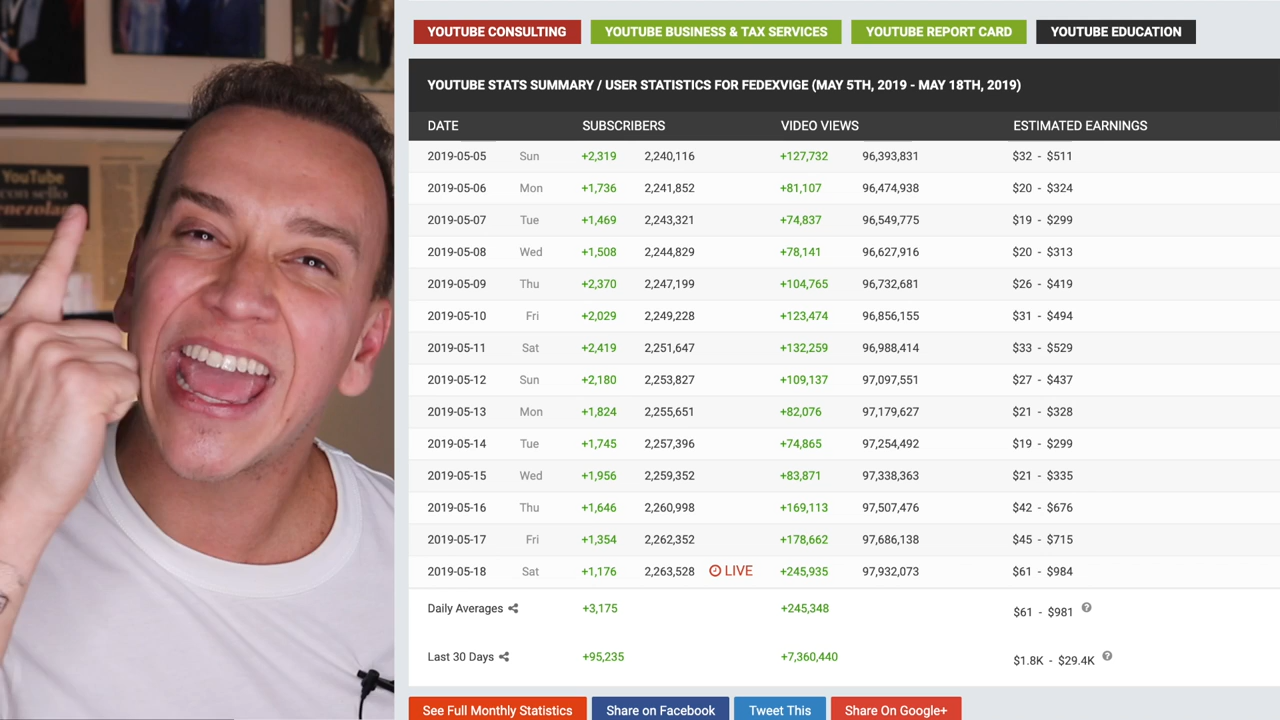 YouTube
con sello
YOUTUBE CONSULTING YOUTUBE BUSINESS & TAX SERVICES YOUTUBE REPORT CARD YOUTUBE EDUCATION
YOUTUBE STATS SUMMARY / USER STATISTICS FOR FEDEXVIGE (MAY 5TH, 2019 - MAY 18TH, 2019)
DATE SUBSCRIBERS VIDEO VIEWS ESTIMATED EARNINGS
2019-05-05 Sun +2,319 2,240,116 +127,732 96,393,831 $32 - $511
2019-05-06 Mon +1,736 2,241,852 +81,107 96,474,938 $20 - $324
2019-05-07 Tue +1,469 2,243,321 +74,837 96,549,775 $19 - $299
2019-05-08 Wed +1,508 2,244,829 +78,141 96,627,916 $20 - $313
2019-05-09 Thu +2,370 2,247,199 +104,765 96,732,681 $26 - $419
2019-05-10 Fri +2,029 2,249,228 +123,474 96,856,155 $31 - $494
2019-05-11 Sat +2,419 2,251,647 +132,259 96,988,414 $33 - $529
2019-05-12 Sun +2,180 2,253,827 +109,137 97,097,551 $27 - $437
2019-05-13 Mon +1,824 2,255,651 +82,076 97,179,627 $21 - $328
2019-05-14 Tue +1,745 2,257,396 +74,865 97,254,492 $19 - $299
2019-05-15 Wed +1,956 2,259,352 +83,871 97,338,363 $21 - $335
2019-05-16 Thu +1,646 2,260,998 +169,113 97,507,476 $42 - $676
2019-05-17 Fri +1,354 2,262,352 +178,662 97,686,138 $45 - $715
2019-05-18 Sat +1,176 2,263,528 LIVE +245,935 97,932,073 $61 - $984
Daily Averages +3,175 +245,348 $61 - $981 ?
Last 30 Days +95,235 +7,360,440 $1.8K - $29.4K ?
See Full Monthly Statistics Share on Facebook Tweet This Share On Google+